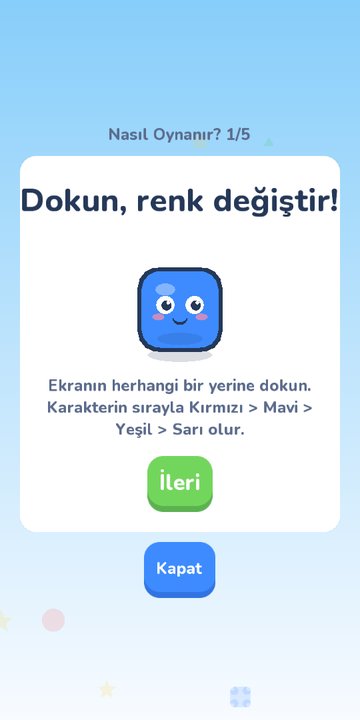 Nasıl Oynanır? 1/5
Dokun, renk değiştir!
Ekranın herhangi bir yerine dokun.
Karakterin sırayla Kırmızı > Mavi >
Yeşil > Sarı olur.
İleri
Kapat